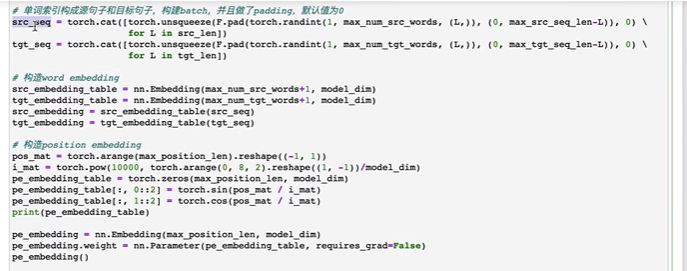 # 单词索引构成源句子和目标句子，构建batch，并且做了padding，默认值为0
src_seq = torch.cat([torch.unsqueeze(F.pad(torch.randint(1, max_num_src_words, (L,)), (0, max_src_seq_len-L)), 0) \
for L in src_len])
tgt_seq = torch.cat([torch.unsqueeze(F.pad(torch.randint(1, max_num_tgt_words, (L,)), (0, max_tgt_seq_len-L)), 0) \
for L in tgt_len])
# 构造word embedding
src_embedding_table = nn.Embedding(max_num_src_words+1, model_dim)
tgt_embedding_table = nn.Embedding(max_num_tgt_words+1, model_dim)
src_embedding = src_embedding_table(src_seq)
tgt_embedding = tgt_embedding_table(tgt_seq)
# 构造position embedding
pos_mat = torch.arange(max_position_len).reshape((-1, 1))
i_mat = torch.pow(10000, torch.arange(0, 8, 2).reshape((1, -1))/model_dim)
pe_embedding_table = torch.zeros(max_position_len, model_dim)
pe_embedding_table[:, 0::2] = torch.sin(pos_mat / i_mat)
pe_embedding_table[:, 1::2] = torch.cos(pos_mat / i_mat)
print(pe_embedding_table)
pe_embedding = nn.Embedding(max_position_len, model_dim)
pe_embedding.weight = nn.Parameter(pe_embedding_table, requires_grad=False)
pe_embedding()